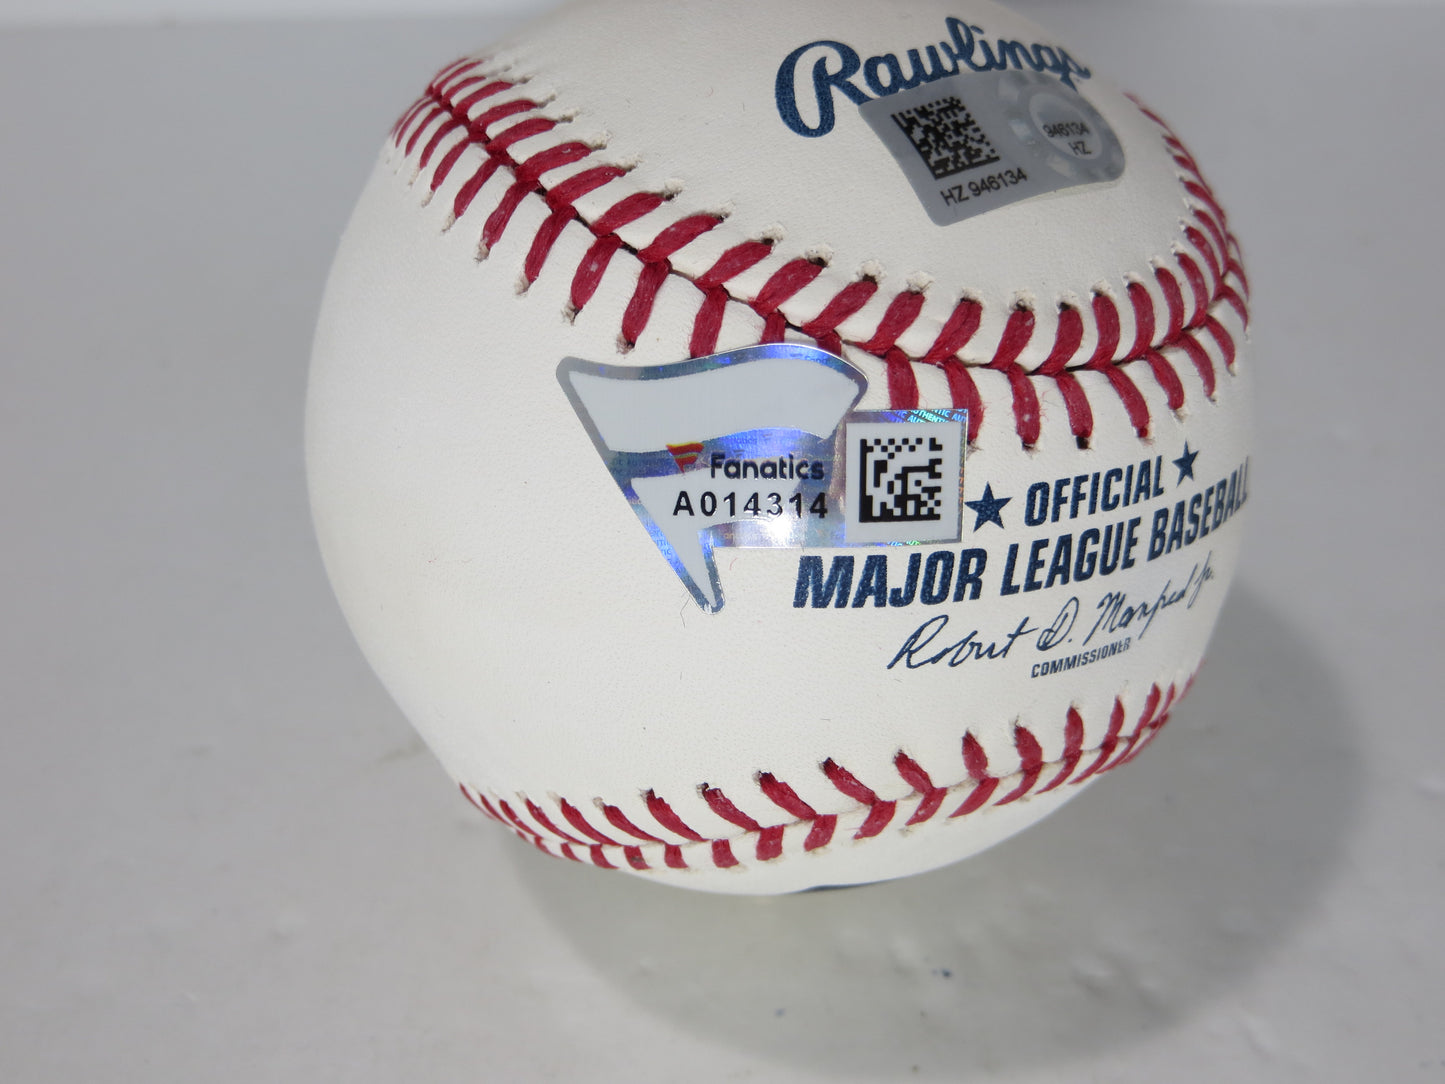 Rawlings
946134
HZ
HZ 946134
Fanatics
A014314
OFFICIAL
MAJOR LEAGUE BASEBALL
Robert D. Manfred Jr.
COMMISSIONER